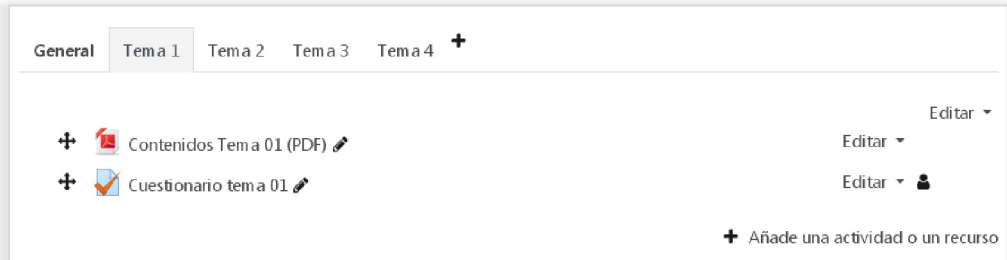 General Tema 1 Tema 2 Tema 3 Tema 4
Editar
Contenidos Tema 01 (PDF) Editar
Cuestionario tema 01 Editar
Añade una actividad o un recurso